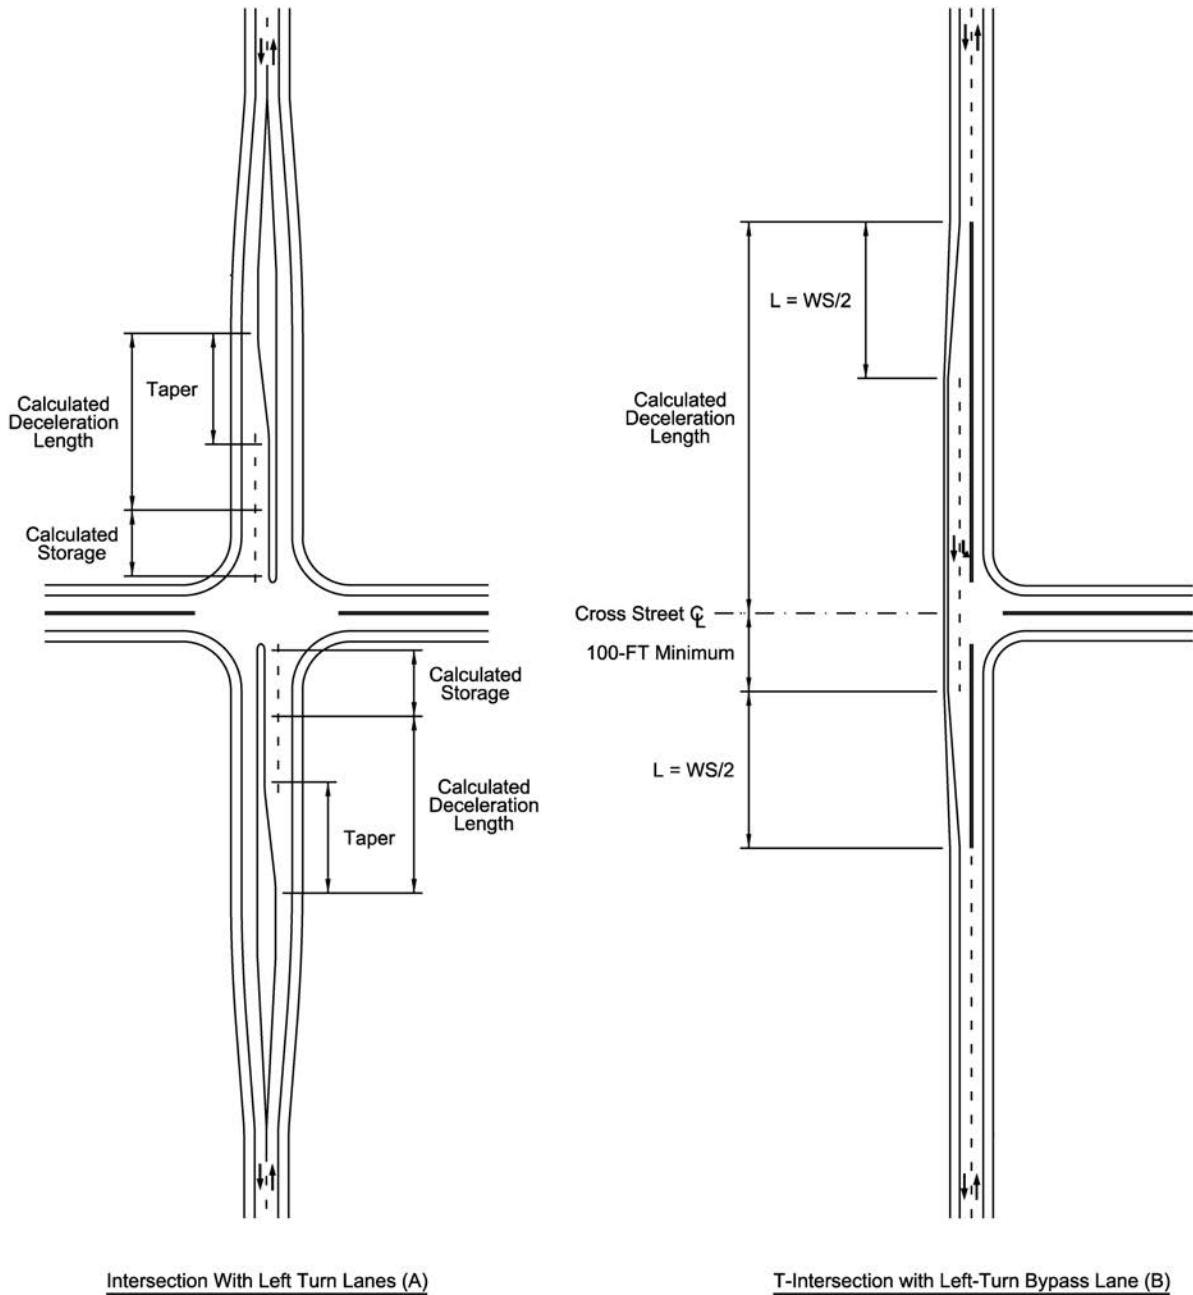 Taper
Calculated
Deceleration
Length
Calculated
Storage
Calculated
Storage
Calculated
Deceleration
Length
Taper
Intersection With Left Turn Lanes (A)
L = WS/2
Calculated
Deceleration
Length
Cross Street ℄
100-FT Minimum
L = WS/2
T-Intersection with Left-Turn Bypass Lane (B)